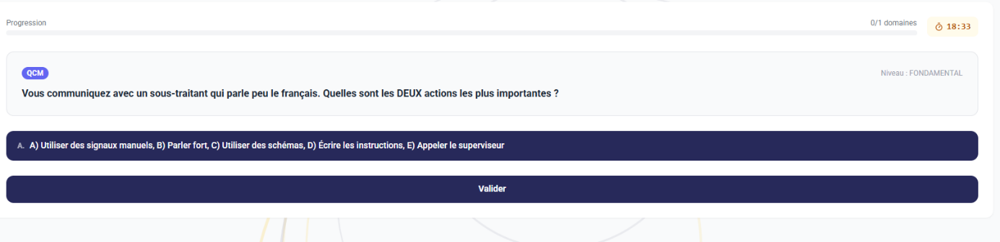 Progression
0/1 domaines
18:33
QCM
Niveau : FONDAMENTAL
Vous communiquez avec un sous-traitant qui parle peu le français. Quelles sont les DEUX actions les plus importantes ?
A. A) Utiliser des signaux manuels, B) Parler fort, C) Utiliser des schémas, D) Écrire les instructions, E) Appeler le superviseur
Valider